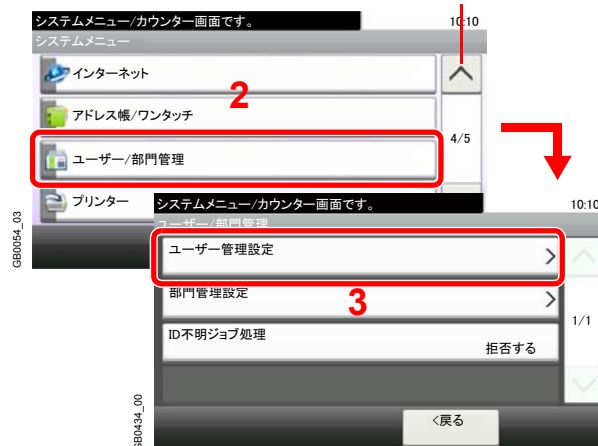 システムメニュー/カウンター画面です。
10:10
システムメニュー
インターネット
2
アドレス帳/ワンタッチ
4/5
ユーザー/部門管理
プリンター
GB0054_03
システムメニュー/カウンター画面です。
10:10
ユーザー/部門管理
ユーザー管理設定
部門管理設定
3
1/1
ID不明ジョブ処理
拒否する
GB0434_00
<戻る